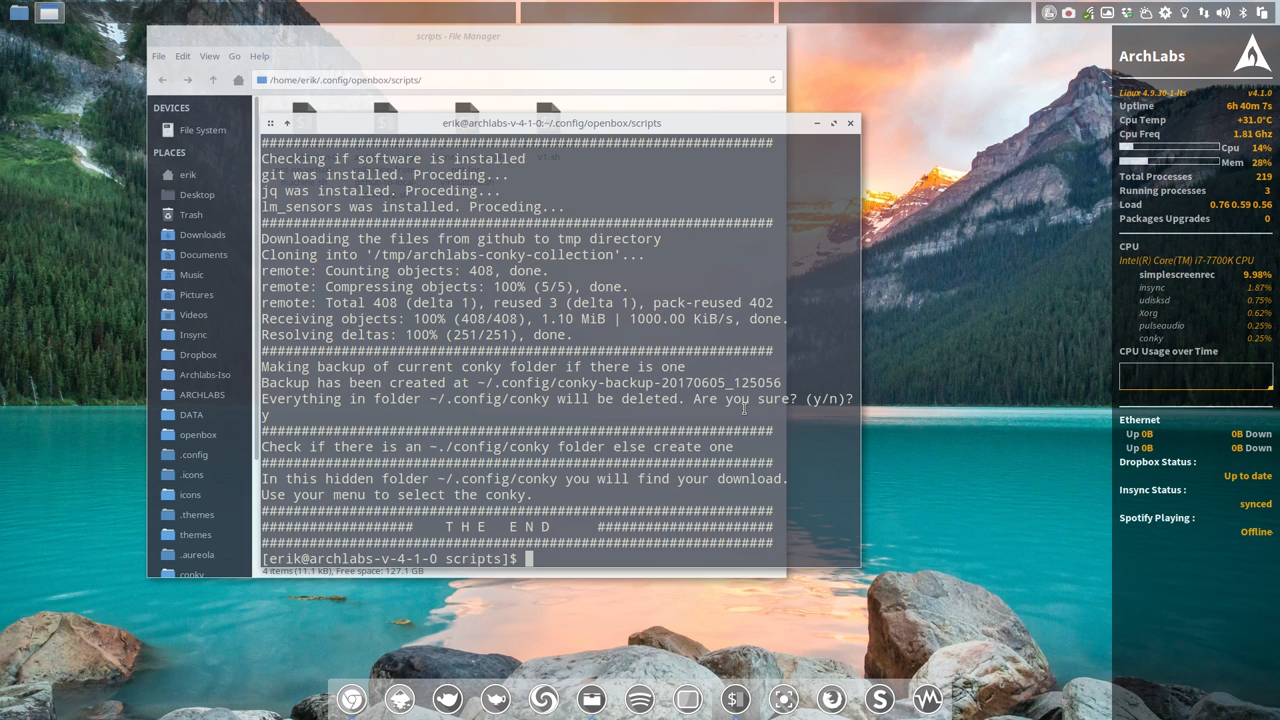 scripts - File Manager
File Edit View Go Help
/home/erik/.config/openbox/scripts/
DEVICES
File System
PLACES
erik
Desktop
Trash
Downloads
Documents
Music
Pictures
Videos
Insync
Dropbox
Archlabs-Iso
ARCHLABS
DATA
openbox
.config
.icons
icons
.themes
themes
.aureola
conky
4 items (11.1 kB), Free space: 127.1 GB
erik@archlabs-v-4-1-0:~/.config/openbox/scripts
################################################################
Checking if software is installed
git was installed. Proceding...
jq was installed. Proceding...
lm_sensors was installed. Proceding...
################################################################
Downloading the files from github to tmp directory
Cloning into '/tmp/archlabs-conky-collection'...
remote: Counting objects: 408, done.
remote: Compressing objects: 100% (5/5), done.
remote: Total 408 (delta 1), reused 3 (delta 1), pack-reused 402
Receiving objects: 100% (408/408), 1.10 MiB | 1000.00 KiB/s, done.
Resolving deltas: 100% (251/251), done.
################################################################
Making backup of current conky folder if there is one
Backup has been created at ~/.config/conky-backup-20170605_125056
Everything in folder ~/.config/conky will be deleted. Are you sure? (y/n)?
y
################################################################
Check if there is an ~./config/conky folder else create one
################################################################
In this hidden folder ~/.config/conky you will find your download.
Use your menu to select the conky.
################################################################
################### T H E E N D ######################
################################################################
[erik@archlabs-v-4-1-0 scripts]$
ArchLabs
Linux 4.9.30-1-lts v4.1.0
Uptime 6h 40m 7s
Cpu Temp +31.0°C
Cpu Freq 1.81 Ghz
Cpu 14%
Mem 28%
Total Processes 219
Running processes 3
Load 0.76 0.59 0.56
Packages Upgrades 0
CPU
Intel(R) Core(TM) i7-7700K CPU
simplescreenrec 9.98%
insync 1.87%
udisksd 0.75%
Xorg 0.62%
pulseaudio 0.25%
conky 0.25%
CPU Usage over Time
Ethernet
Up 0B 0B Down
Up 0B 0B Down
Dropbox Status :
Up to date
Insync Status :
synced
Spotify Playing :
Offline